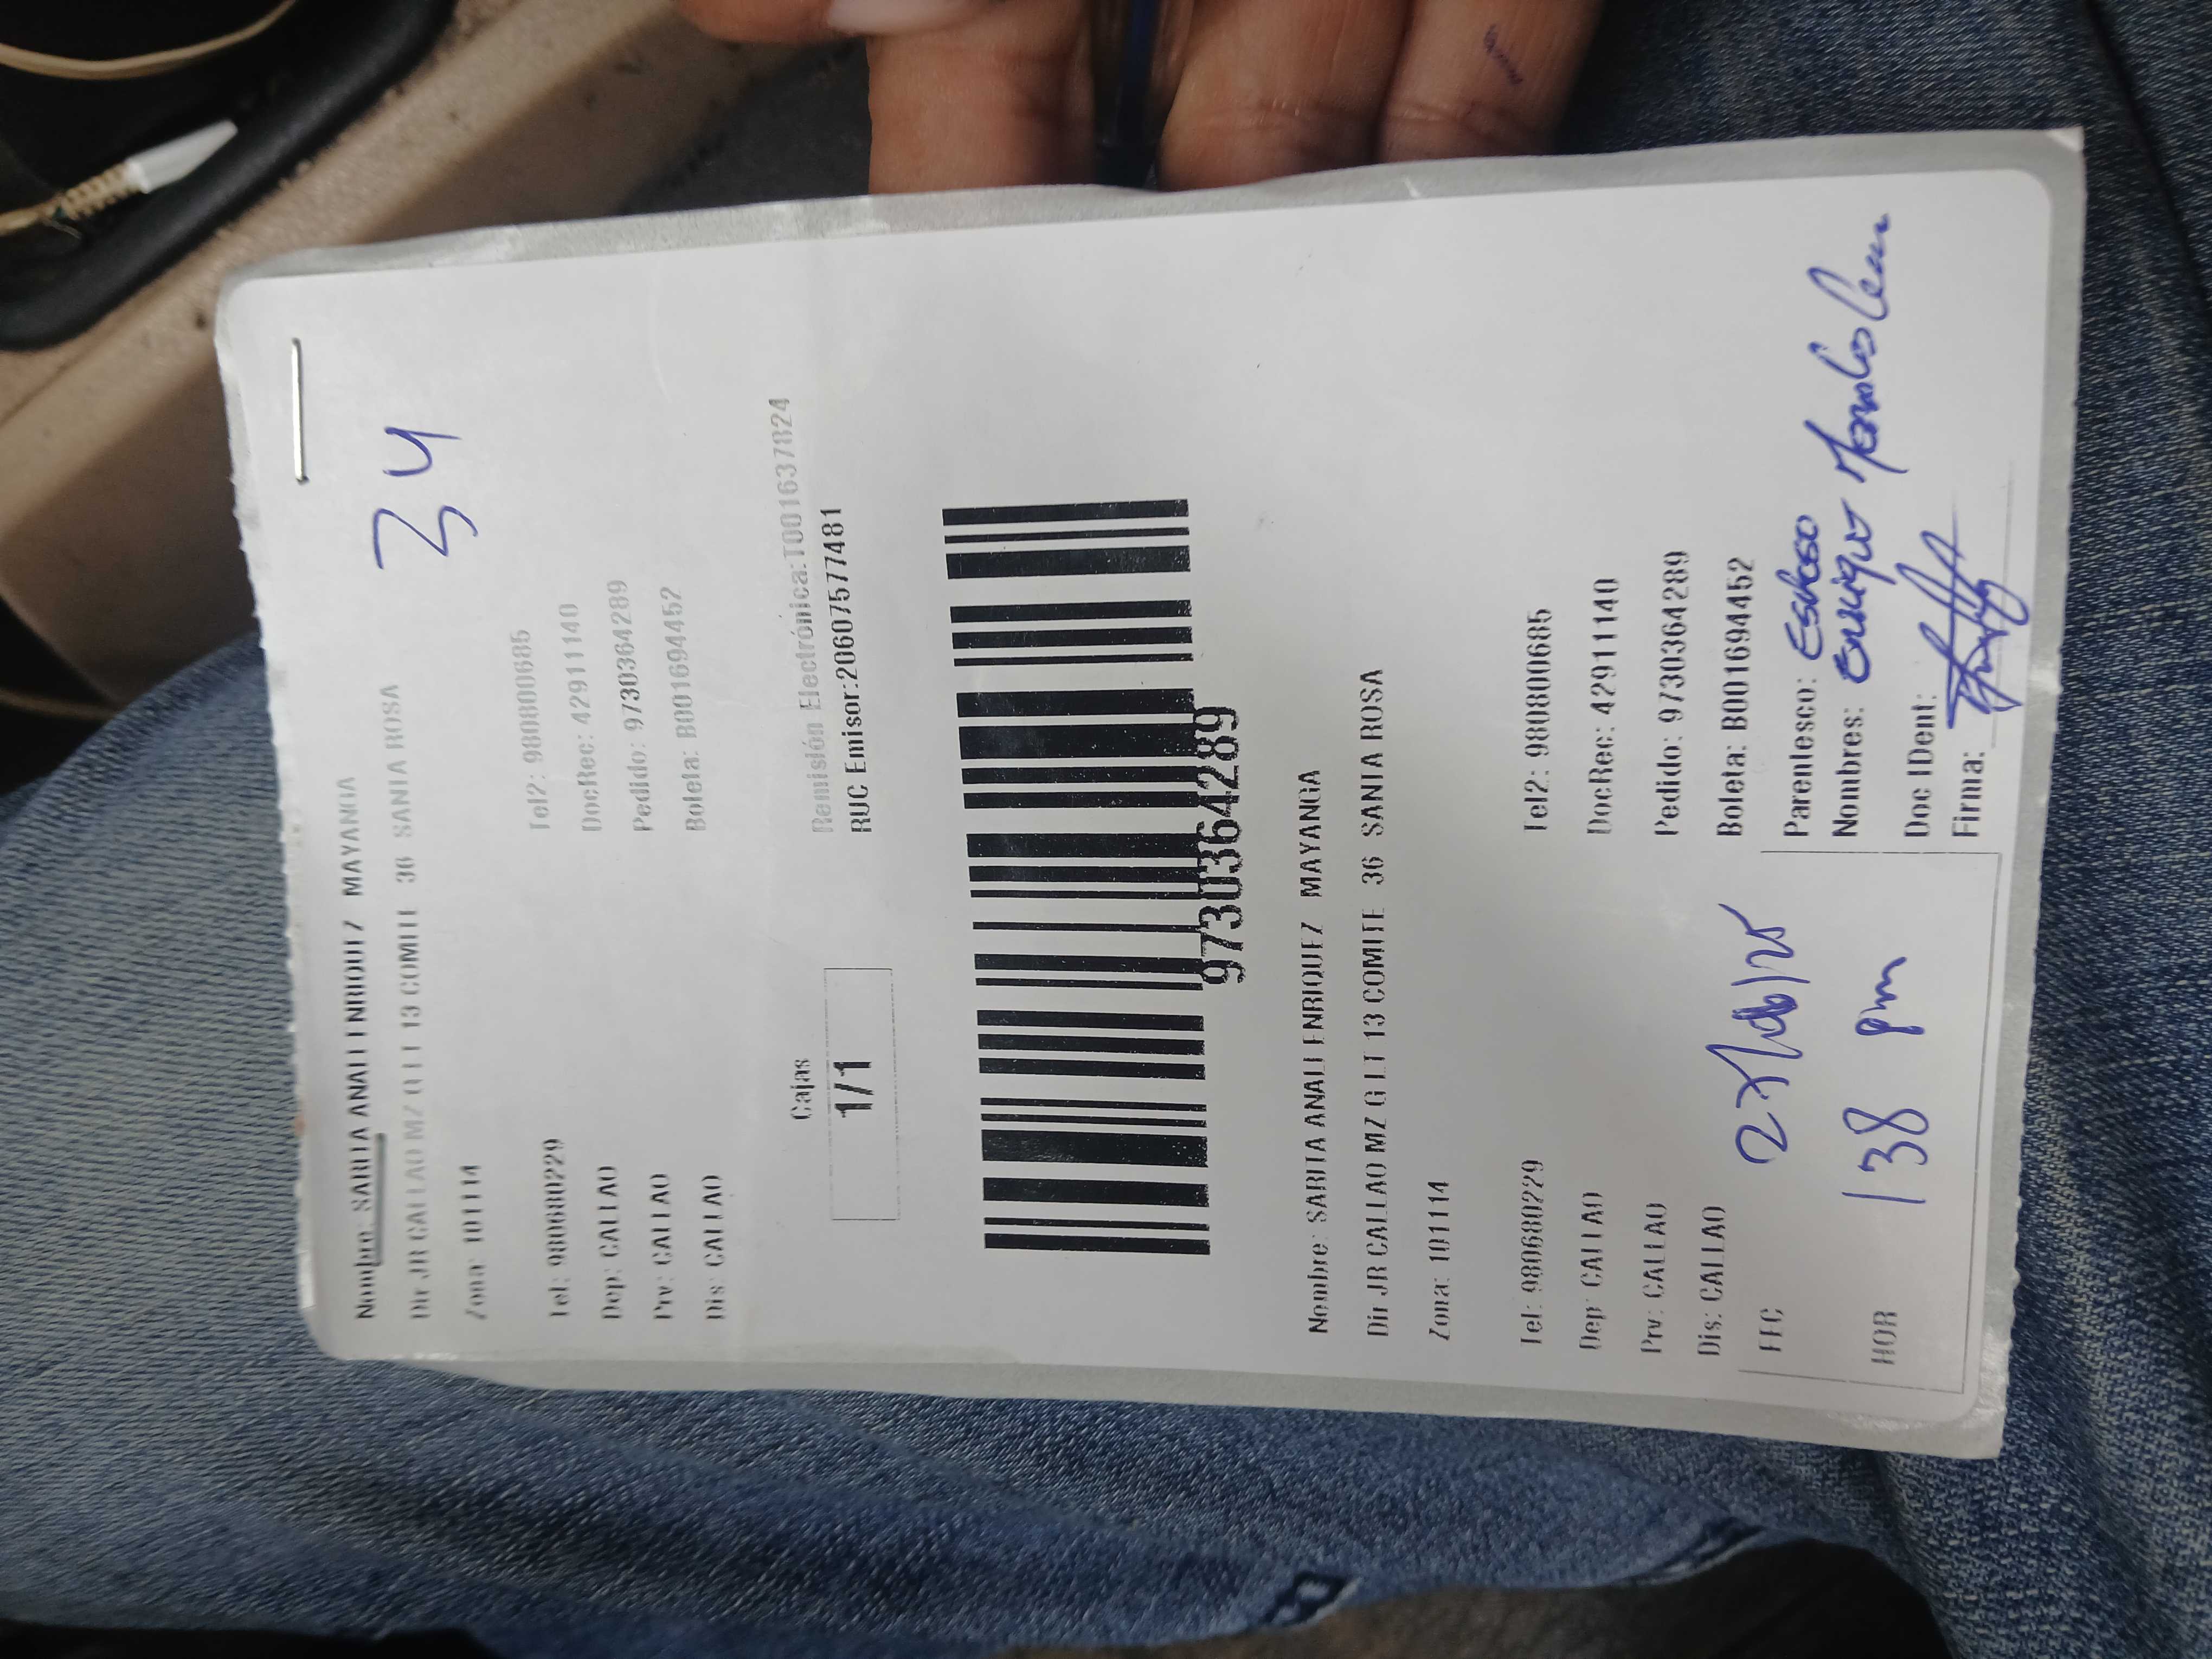 34
Nombre: SARITA ANALI ENRIQUEZ MAYANGA
Dir JR CALLAO MZ G LT 13 COMITE 36 SANTA ROSA
Zona: 101114
Tel: 980680229 Tel2: 980800685
Dep: CALLAO DocRec: 42911140
Prv: CALLAO Pedido: 9730364289
Dis: CALLAO Boleta: B001694452
Cajas Remisión Electrónica:T001637824
1/1 RUC Emisor:20607577481
9730364289
Nombre: SARITA ANALI ENRIQUEZ MAYANGA
Dir JR CALLAO MZ G LT 13 COMITE 36 SANTA ROSA
Zona: 101114
Tel: 980680229 Tel2: 980800685
Dep: CALLAO DocRec: 42911140
Prv: CALLAO Pedido: 9730364289
Dis: CALLAO Boleta: B001694452
FEC Parentesco: Esposo
Nombres: Enrique
HOR 138 pm Doc IDent:
Firma: